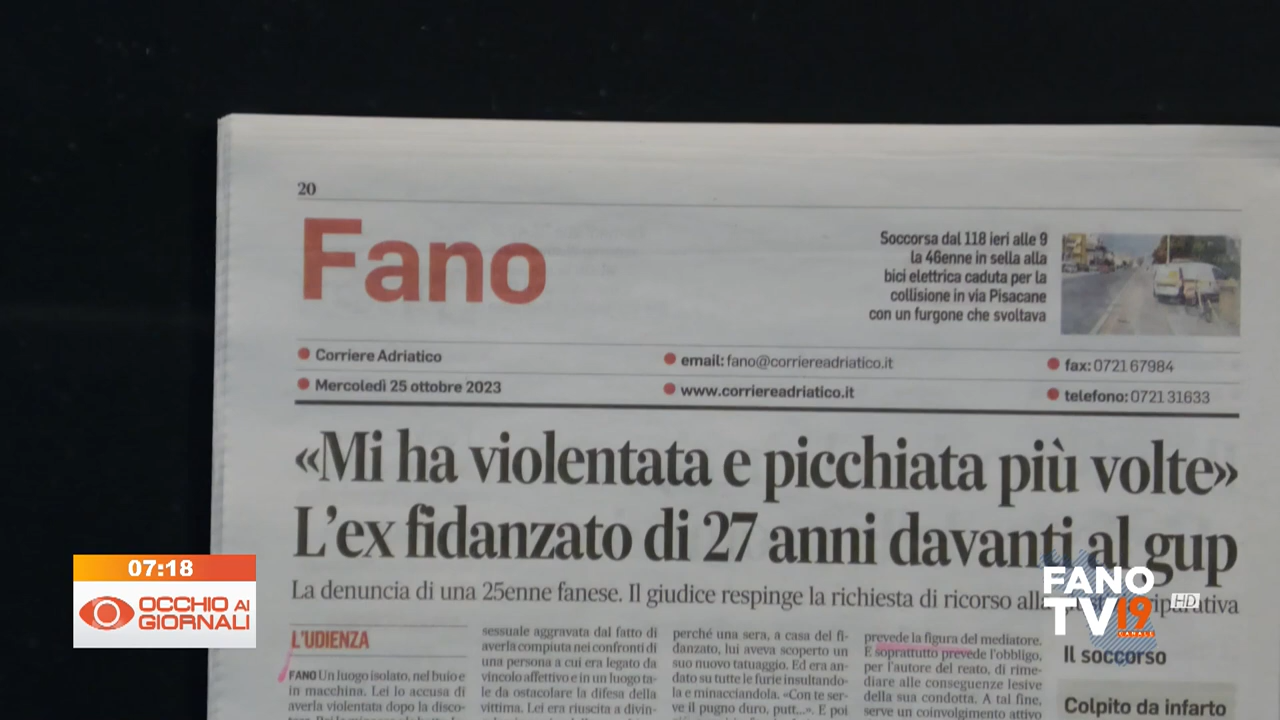 20
Fano
Soccorsa dal 118 ieri alle 9
la 46enne in sella alla
bici elettrica caduta per la
collisione in via Pisacane
con un furgone che svoltava
Corriere Adriatico
email: fano@corriereadriatico.it
fax: 0721 67984
Mercoledì 25 ottobre 2023
www.corriereadriatico.it
telefono: 0721 31633
«Mi ha violentata e picchiata più volte»
L'ex fidanzato di 27 anni davanti al gup
La denuncia di una 25enne fanese. Il giudice respinge la richiesta di ricorso alla
L'UDIENZA
FANO Un luogo isolato, nel buio e
in macchina. Lei lo accusa di
averla violentata dopo la disco-
sessuale aggravata dal fatto di
averla compiuta nei confronti di
una persona a cui era legato da
vincolo affettivo e in un luogo ta-
le da ostacolare la difesa della
vittima. Lei era riuscita a divin-
perché una sera, a casa del fi-
danzato, lui aveva scoperto un
suo nuovo tatuaggio. Ed era an-
dato su tutte le furie insultando-
la e minacciandola. «Con te ser-
ve il pugno duro, putt...». E poi
prevede la figura del mediatore.
E soprattutto prevede l'obbligo,
per l'autore del reato, di rime-
diare alle conseguenze lesive
della sua condotta. A tal fine,
serve un coinvolgimento attivo
Il soccorso
Colpito da infarto
07:18
OCCHIO AI
GIORNALI
FANO
TV19
CANALE
HD